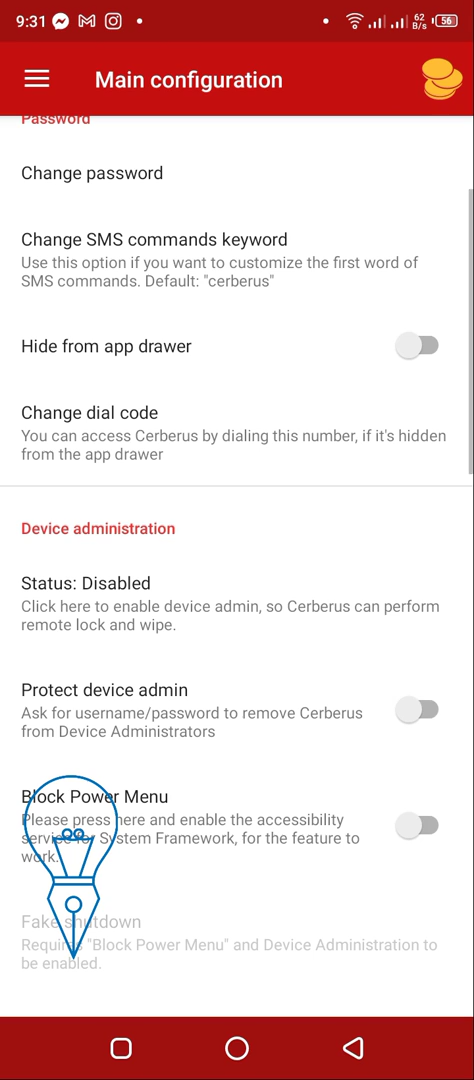 9:31
62
B/s
56
Main configuration
Password
Change password
Change SMS commands keyword
Use this option if you want to customize the first word of
SMS commands. Default: "cerberus"
Hide from app drawer
Change dial code
You can access Cerberus by dialing this number, if it's hidden
from the app drawer
Device administration
Status: Disabled
Click here to enable device admin, so Cerberus can perform
remote lock and wipe.
Protect device admin
Ask for username/password to remove Cerberus
from Device Administrators
Block Power Menu
Please press here and enable the accessibility
service for System Framework, for the feature to
work.
Fake shutdown
Requires "Block Power Menu" and Device Administration to
be enabled.